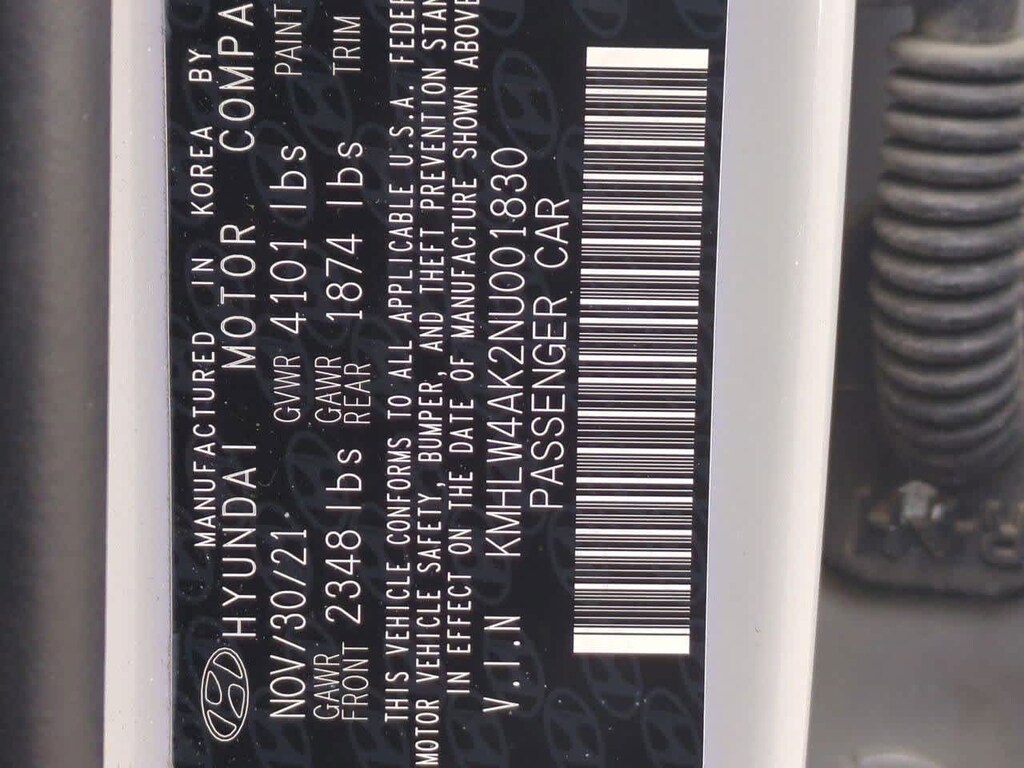 MANUFACTURED IN KOREA BY
HYUNDAI MOTOR COMPA
NOV/30/21 GVWR 4101 lbs PAINT
GAWR FRONT 2348 lbs GAWR REAR 1874 lbs TRIM
THIS VEHICLE CONFORMS TO ALL APPLICABLE U.S.A. FEDER
MOTOR VEHICLE SAFETY, BUMPER, AND THEFT PREVENTION STAN
IN EFFECT ON THE DATE OF MANUFACTURE SHOWN ABOVE
V.I.N KMHLW4AK2NU001830
PASSENGER CAR